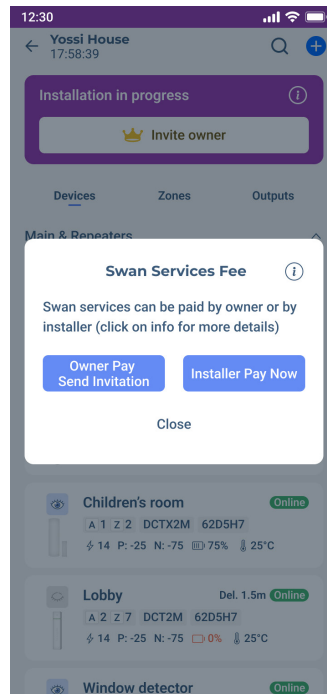 12:30
Yossi House
17:58:39
Installation in progress
Invite owner
Devices Zones Outputs
Main & Repeaters
Swan Services Fee
Swan services can be paid by owner or by
installer (click on info for more details)
Owner Pay
Send Invitation
Installer Pay Now
Close
Children's room Online
A 1 Z 2 DCTX2M 62D5H7
14 P: -25 N: -75 75% 25°C
Lobby Del. 1.5m Online
A 2 Z 7 DCT2M 62D5H7
14 P: -25 N: -75 0% 25°C
Window detector Online